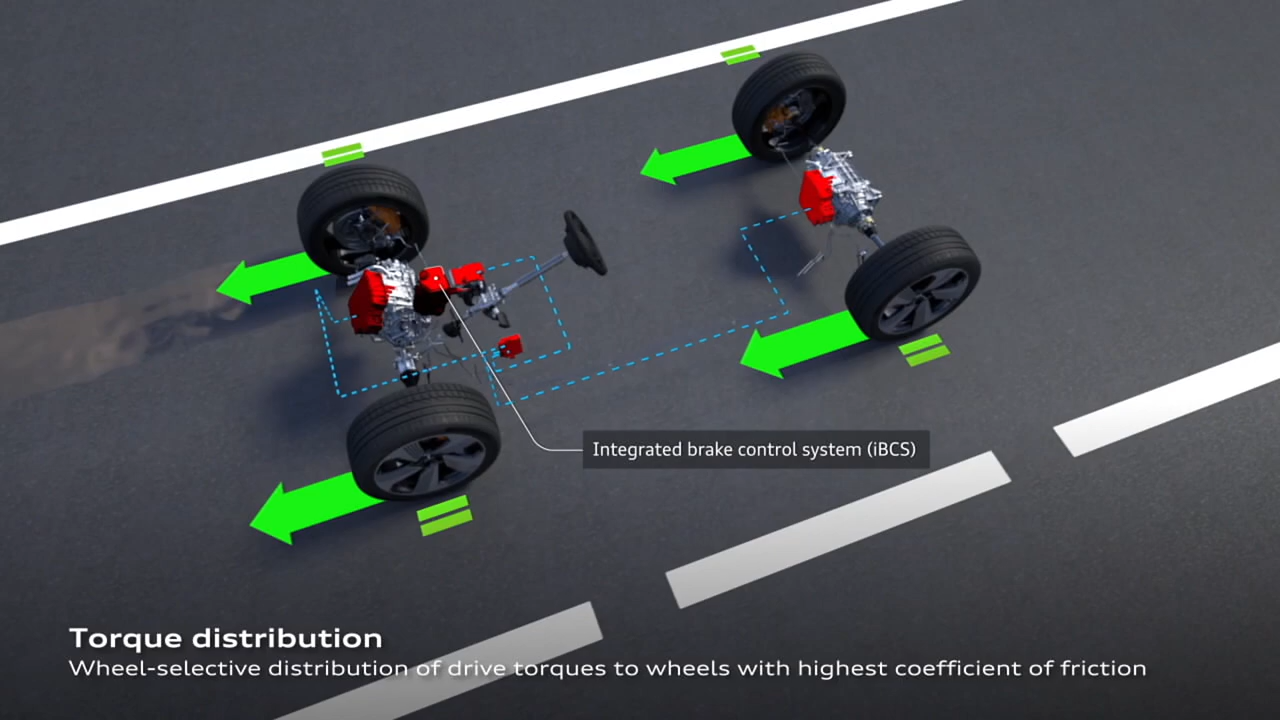 Integrated brake control system (iBCS)
Torque distribution
Wheel-selective distribution of drive torques to wheels with highest coefficient of friction